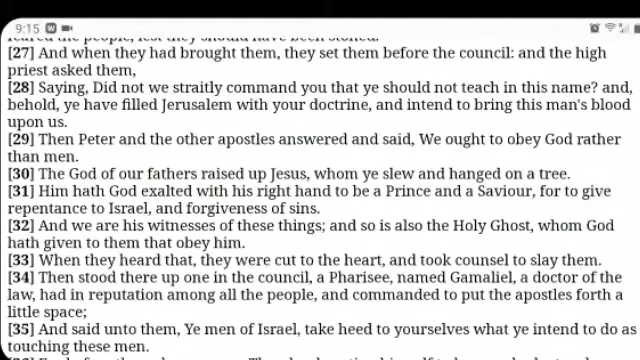 9:15
feared the people, lest they should have been stoned.
[27] And when they had brought them, they set them before the council: and the high
priest asked them,
[28] Saying, Did not we straitly command you that ye should not teach in this name? and,
behold, ye have filled Jerusalem with your doctrine, and intend to bring this man's blood
upon us.
[29] Then Peter and the other apostles answered and said, We ought to obey God rather
than men.
[30] The God of our fathers raised up Jesus, whom ye slew and hanged on a tree.
[31] Him hath God exalted with his right hand to be a Prince and a Saviour, for to give
repentance to Israel, and forgiveness of sins.
[32] And we are his witnesses of these things; and so is also the Holy Ghost, whom God
hath given to them that obey him.
[33] When they heard that, they were cut to the heart, and took counsel to slay them.
[34] Then stood there up one in the council, a Pharisee, named Gamaliel, a doctor of the
law, had in reputation among all the people, and commanded to put the apostles forth a
little space;
[35] And said unto them, Ye men of Israel, take heed to yourselves what ye intend to do as
touching these men.